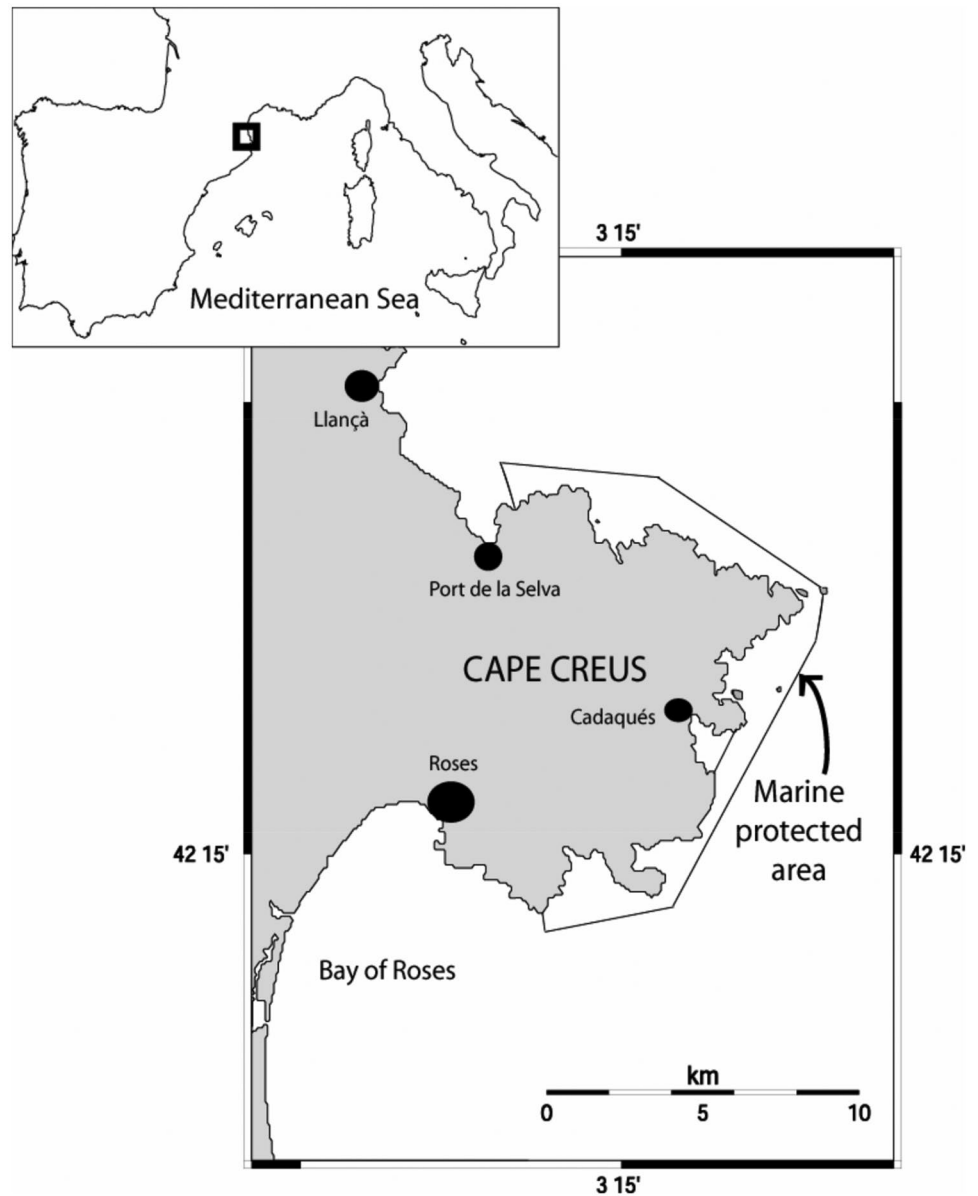 Mediterranean Sea
3 15'
Llançà
Port de la Selva
CAPE CREUS
Cadaqués
Roses
Marine
protected
area
42 15'
42 15'
Bay of Roses
km
0 5 10
3 15'